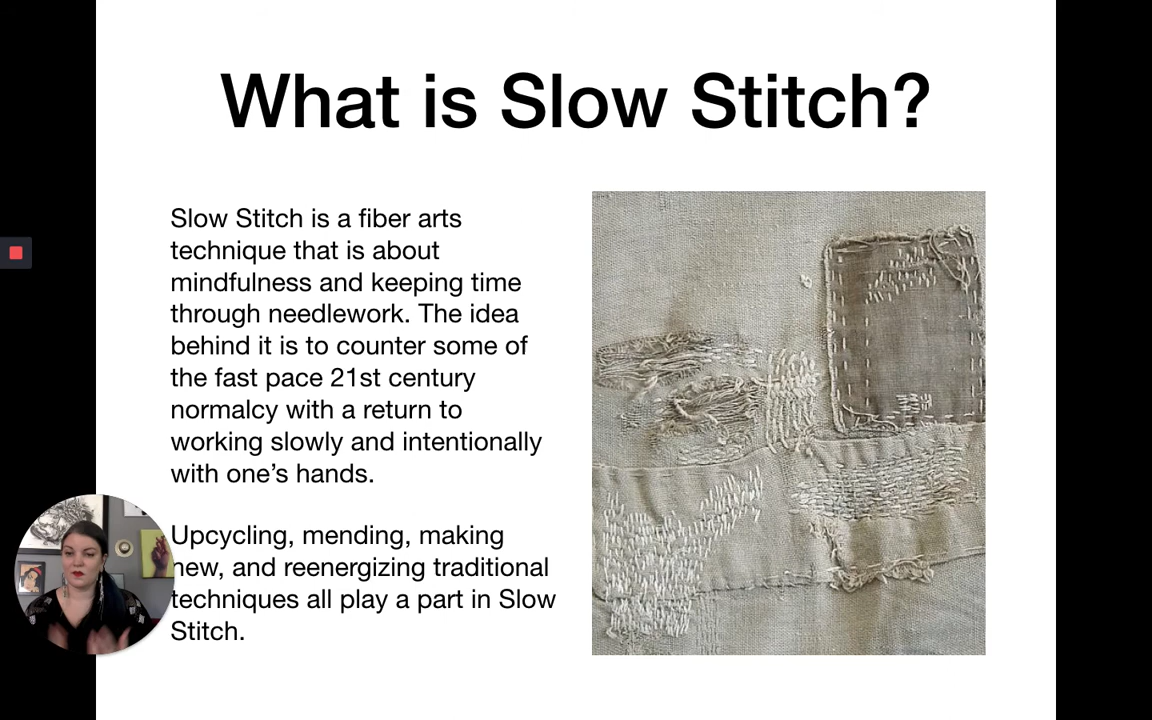 What is Slow Stitch?
Slow Stitch is a fiber arts
technique that is about
mindfulness and keeping time
through needlework. The idea
behind it is to counter some of
the fast pace 21st century
normalcy with a return to
working slowly and intentionally
with one’s hands.
Upcycling, mending, making
new, and reenergizing traditional
techniques all play a part in Slow
Stitch.